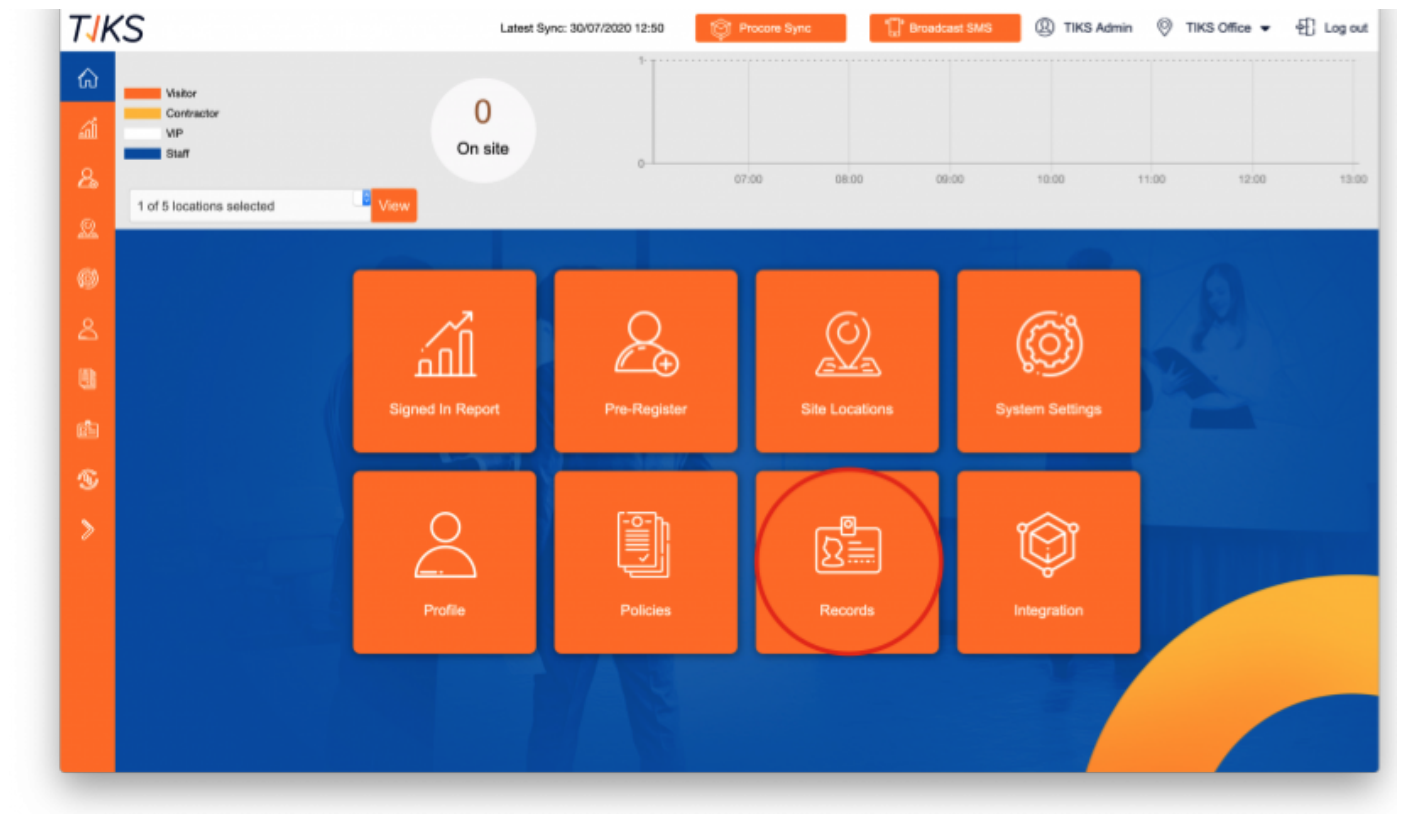 TIKS
Latest Sync: 30/07/2020 12:50
Procore Sync
Broadcast SMS
TIKS Admin
TIKS Office
Log out
Visitor
Contractor
VIP
Staff
0
On site
1
0
07:00 08:00 09:00 10:00 11:00 12:00 13:00
1 of 5 locations selected
View
Signed In Report
Pre-Register
Site Locations
System Settings
Profile
Policies
Records
Integration